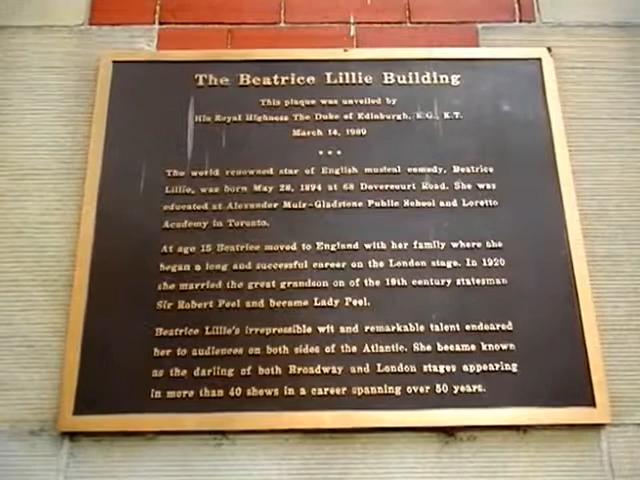 The Beatrice Lillie Building
This plaque was unveiled by
His Royal Highness The Duke of Edinburgh, K.G., K.T.
March 14, 1989
* * *
The world renowned star of English musical comedy, Beatrice
Lillie, was born May 28, 1894 at 68 Dovercourt Road. She was
educated at Alexander Muir-Gladstone Public School and Loretto
Academy in Toronto.
At age 15 Beatrice moved to England with her family where she
began a long and successful career on the London stage. In 1920
she married the great grandson of the 19th century statesman
Sir Robert Peel and became Lady Peel.
Beatrice Lillie's irrepressible wit and remarkable talent endeared
her to audiences on both sides of the Atlantic. She became known
as the darling of both Broadway and London stages appearing
in more than 40 shews in a career spanning over 50 years.